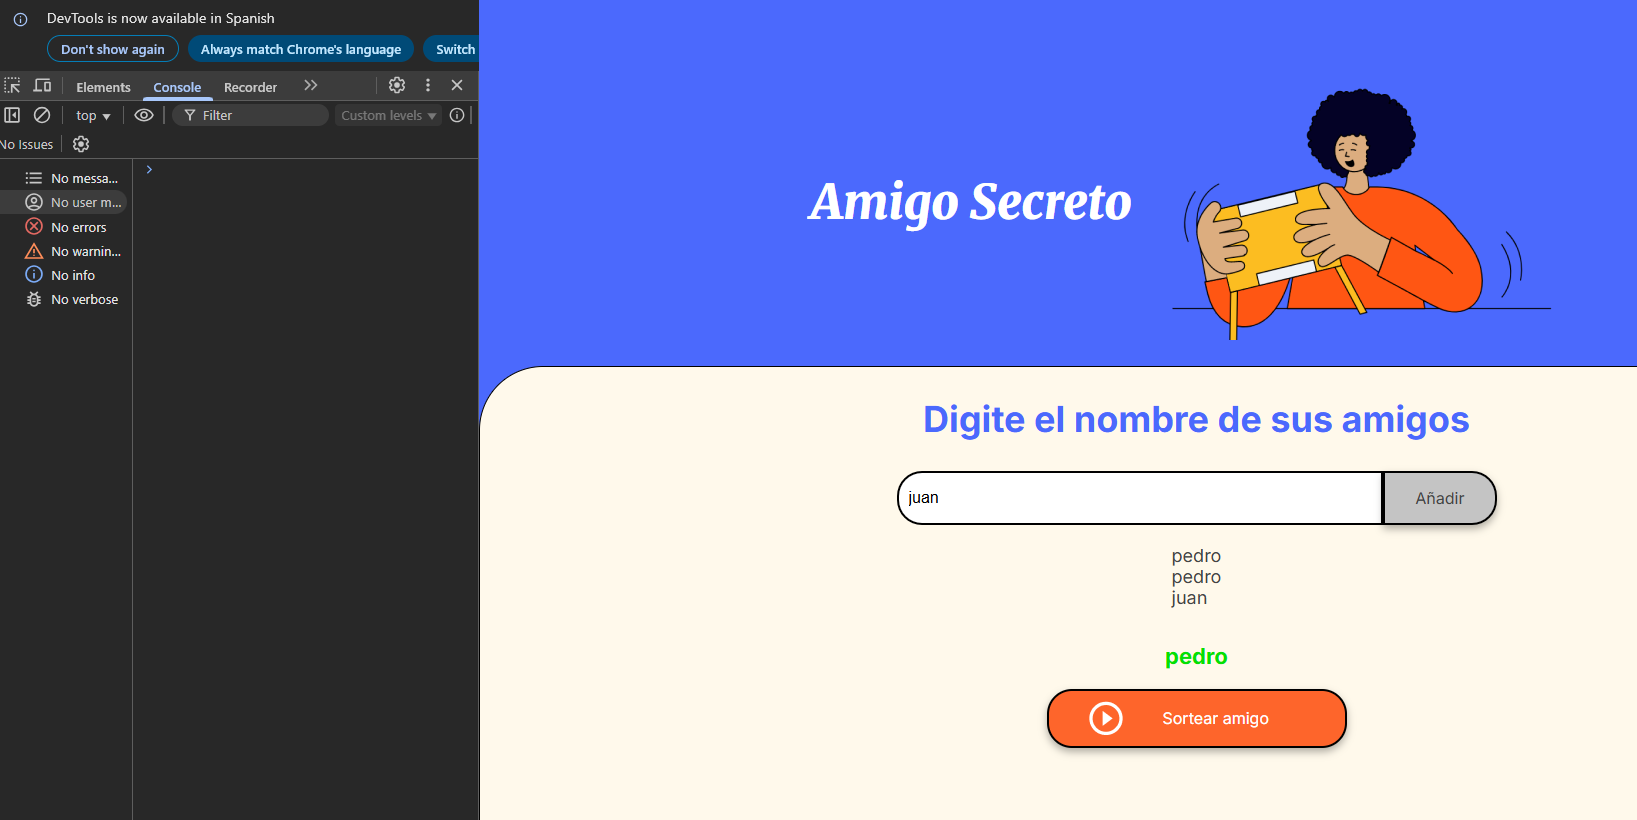 DevTools is now available in Spanish
Don't show again
Always match Chrome's language
Switch
Elements
Console
Recorder
top
Filter
Custom levels
No Issues
No messa...
No user m...
No errors
No warnin...
No info
No verbose
Amigo Secreto
Digite el nombre de sus amigos
juan
Añadir
pedro
pedro
juan
pedro
Sortear amigo